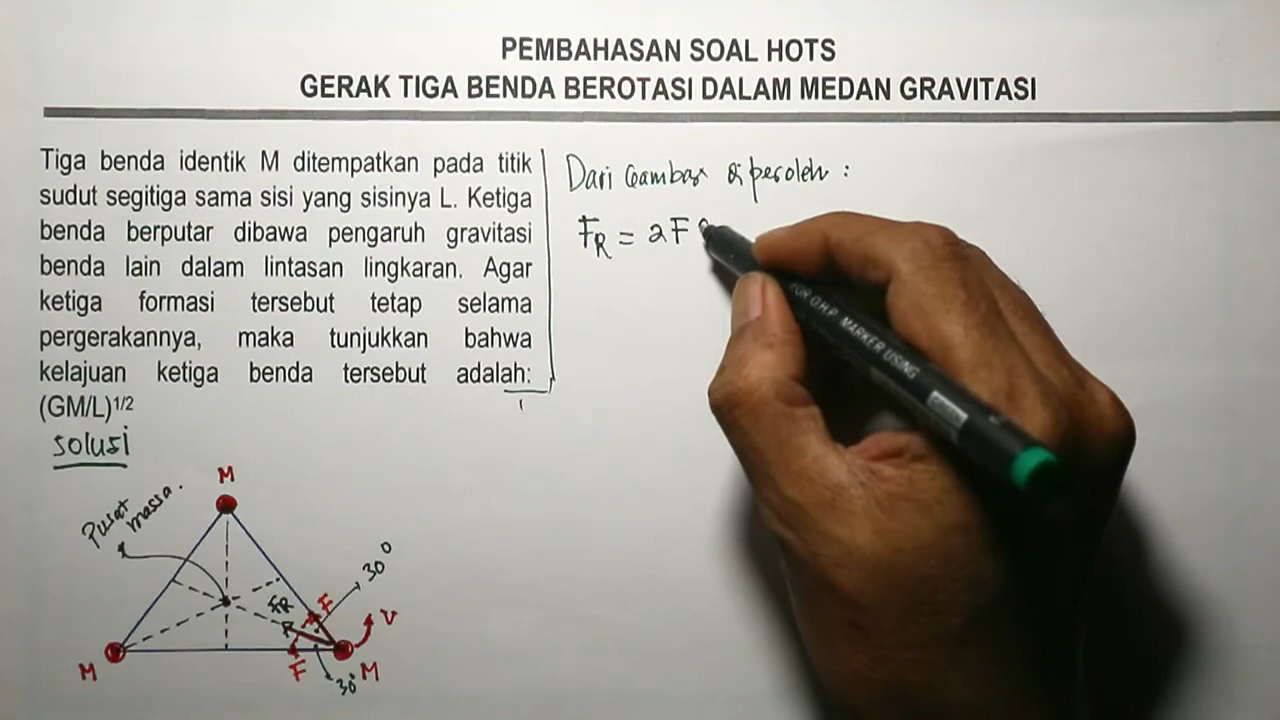 PEMBAHASAN SOAL HOTS
GERAK TIGA BENDA BEROTASI DALAM MEDAN GRAVITASI
Tiga benda identik M ditempatkan pada titik
sudut segitiga sama sisi yang sisinya L. Ketiga
benda berputar dibawa pengaruh gravitasi
benda lain dalam lintasan lingkaran. Agar
ketiga formasi tersebut tetap selama
pergerakannya, maka tunjukkan bahwa
kelajuan ketiga benda tersebut adalah:
(GM/L)1/2
Solusi
M
Pusat
massa.
30°
FR
F
V
M
F
30°
M
Dari Gambar diperoleh :
FR = 2F
FOR O.H.P. MARKER USING